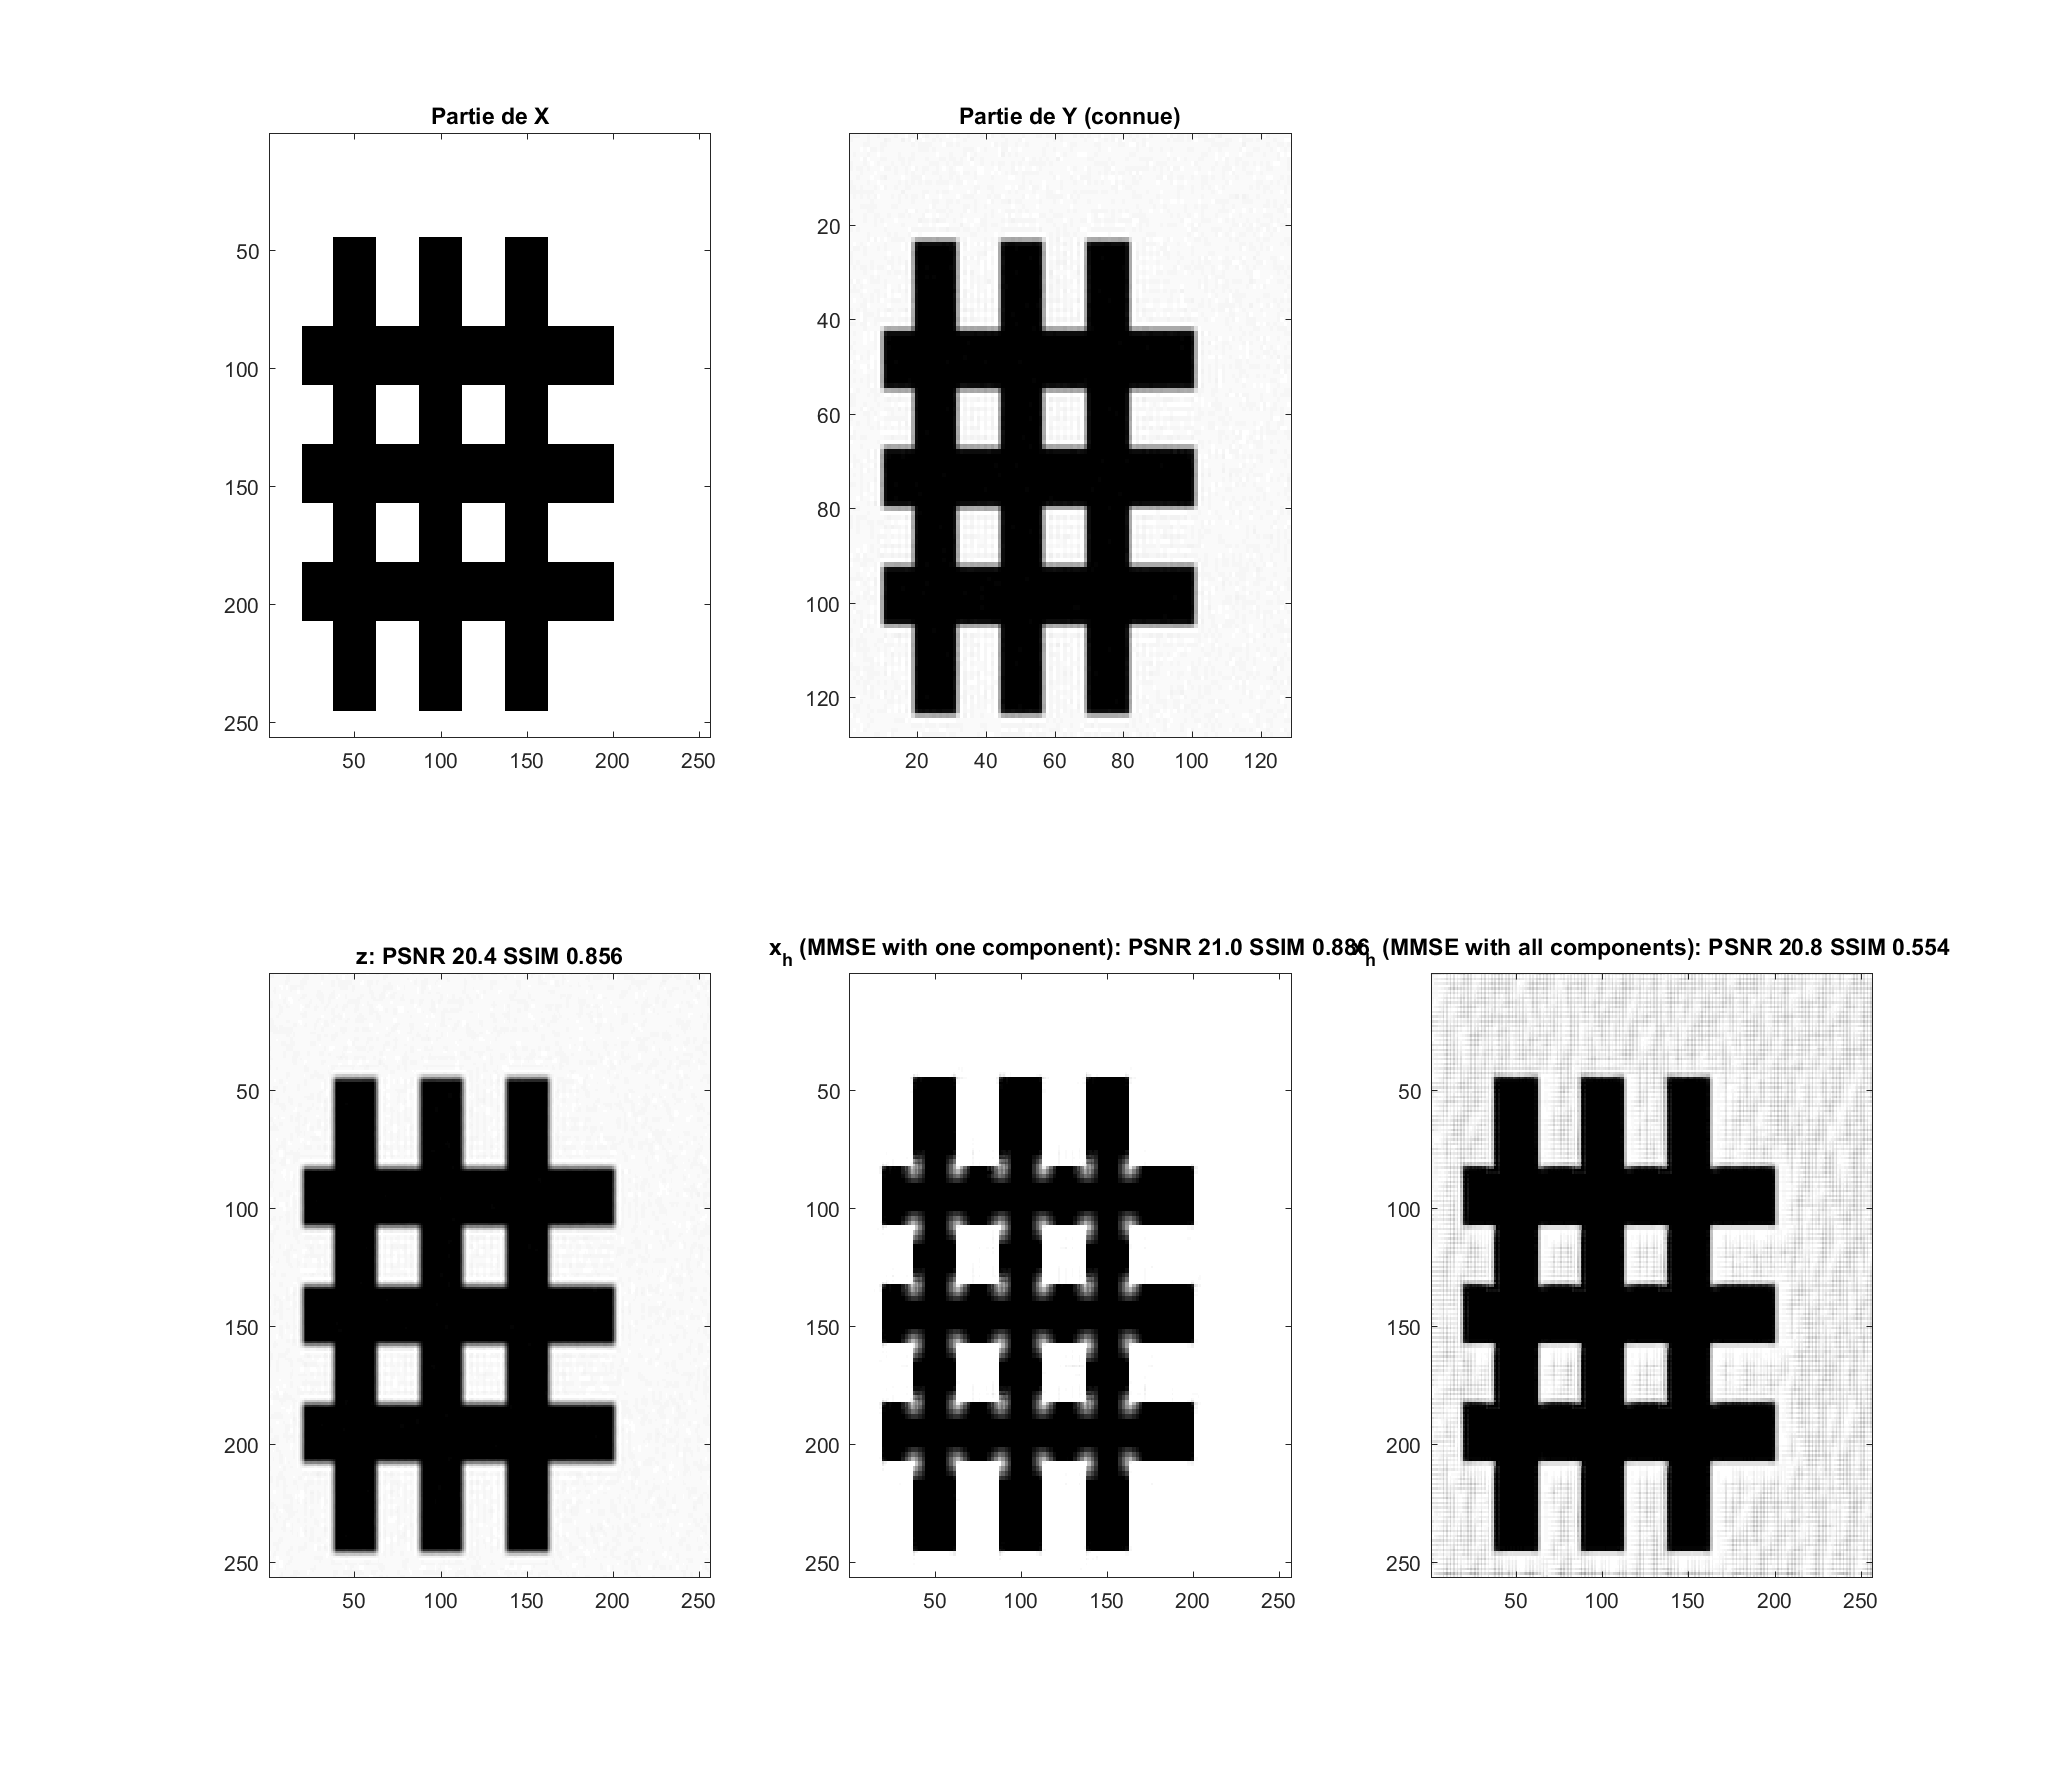 Partie de X
50
100
150
200
250
50 100 150 200 250
Partie de Y (connue)
20
40
60
80
100
120
20 40 60 80 100 120
z: PSNR 20.4 SSIM 0.856
50
100
150
200
250
50 100 150 200 250
xh (MMSE with one component): PSNR 21.0 SSIM 0.886
50
100
150
200
250
50 100 150 200 250
xh (MMSE with all components): PSNR 20.8 SSIM 0.554
50
100
150
200
250
50 100 150 200 250